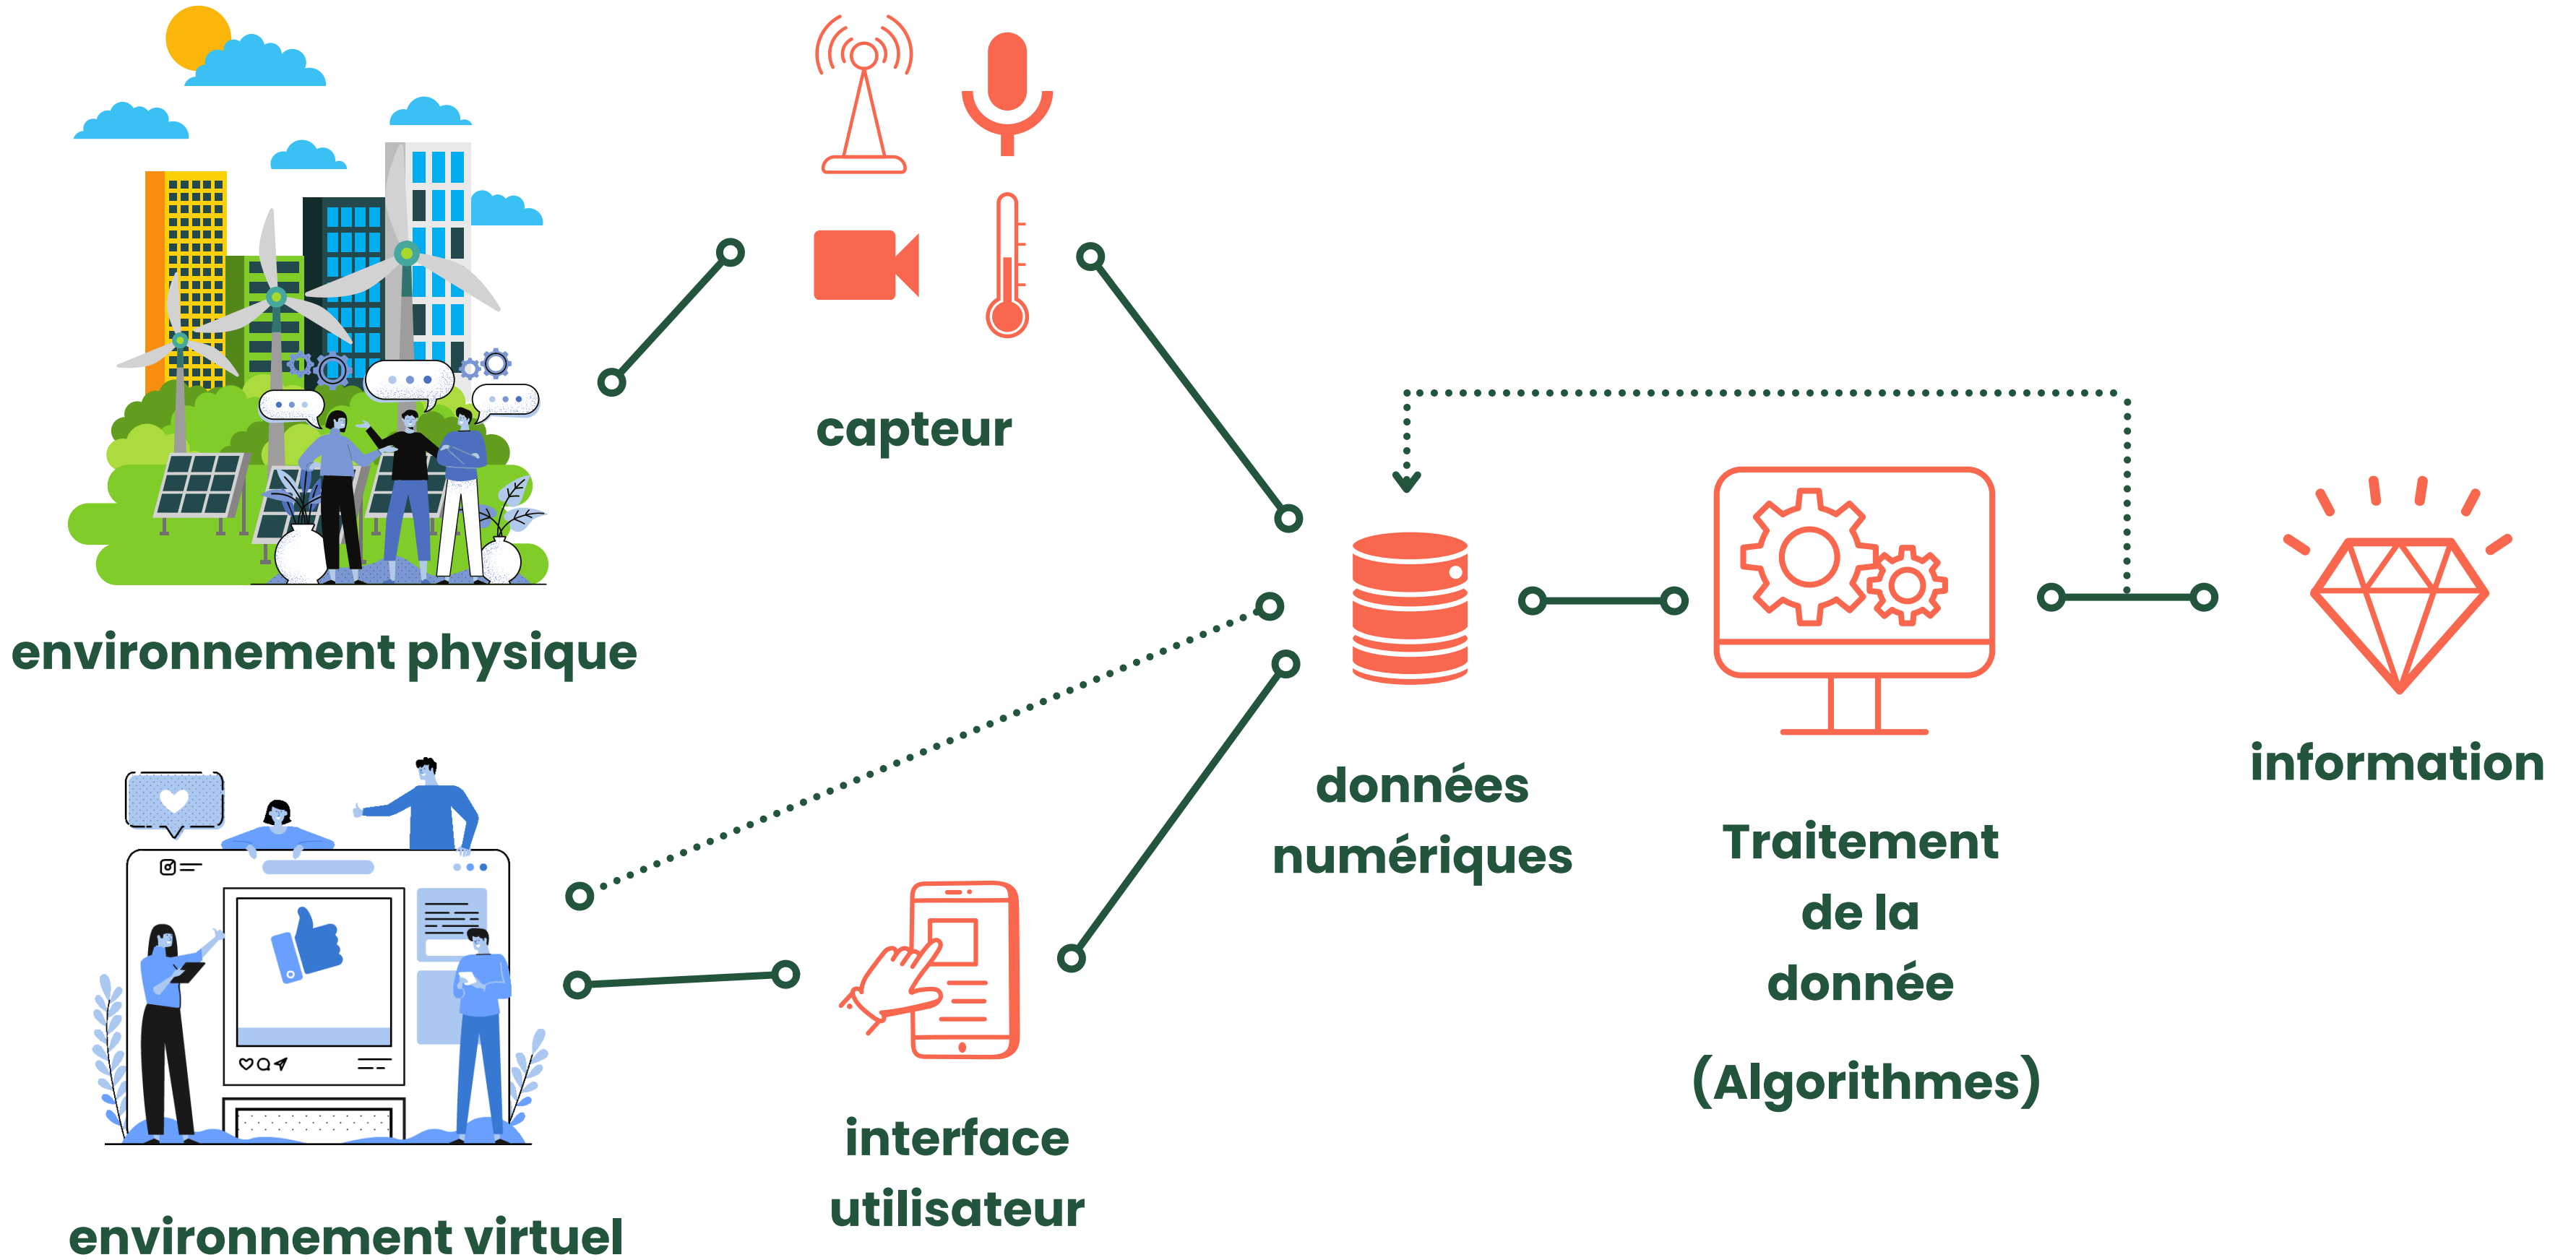 capteur
environnement physique
données
numériques
Traitement
de la
donnée
(Algorithmes)
information
interface
utilisateur
environnement virtuel